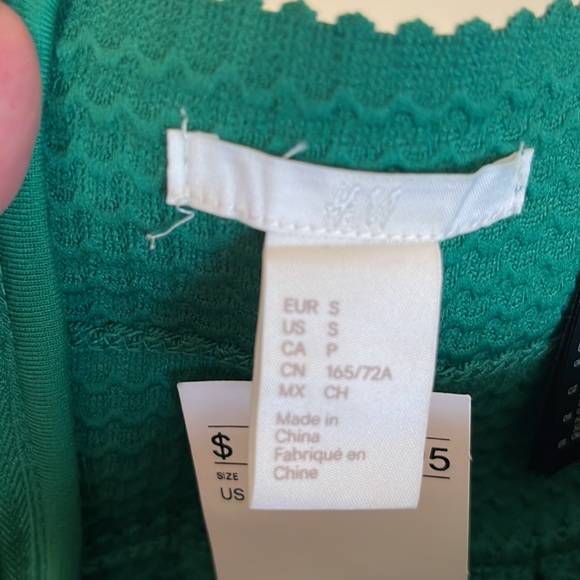 H&M
EUR S
US S
CA P
CN 165/72A
MX CH
Made in
China
Fabriqué en
Chine
$ 5
SIZE
US